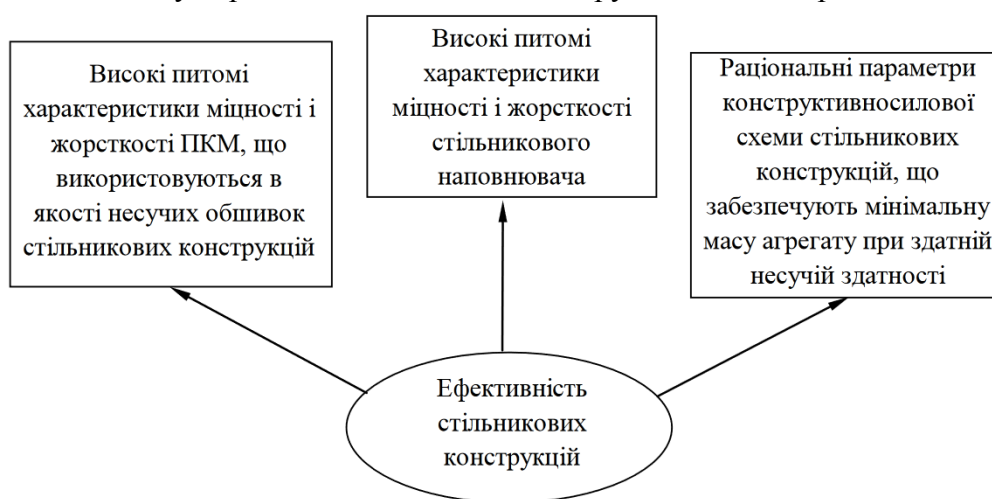 Високі питомі
характеристики міцності і
жорсткості ПКМ, що
використовуються в
якості несучих обшивок
стільникових конструкцій
Високі питомі
характеристики
міцності і жорсткості
стільникового
наповнювача
Раціональні параметри
конструктивносилової
схеми стільникових
конструкцій, що
забезпечують мінімальну
масу агрегату при здатній
несучій здатності
Ефективність
стільникових
конструкцій